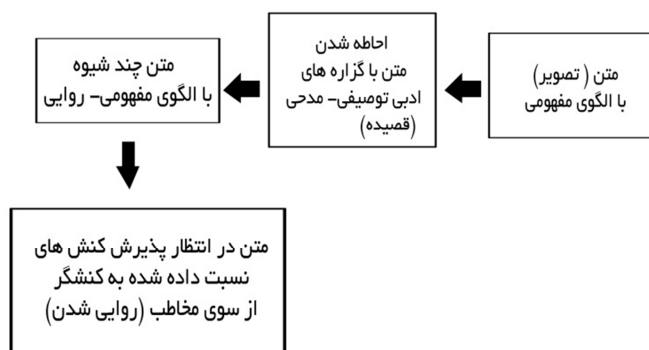 متن ( تصویر)
با الگوی مفهومی
احاطه شدن
متن با گزاره های
ادبی توصیفی- مدحی
(قصیده)
متن چند شیوه
با الگوی مفهومی- روایی
متن در انتظار پذیرش کنش های
نسبت داده شده به کنشگر
از سوی مخاطب (روایی شدن)